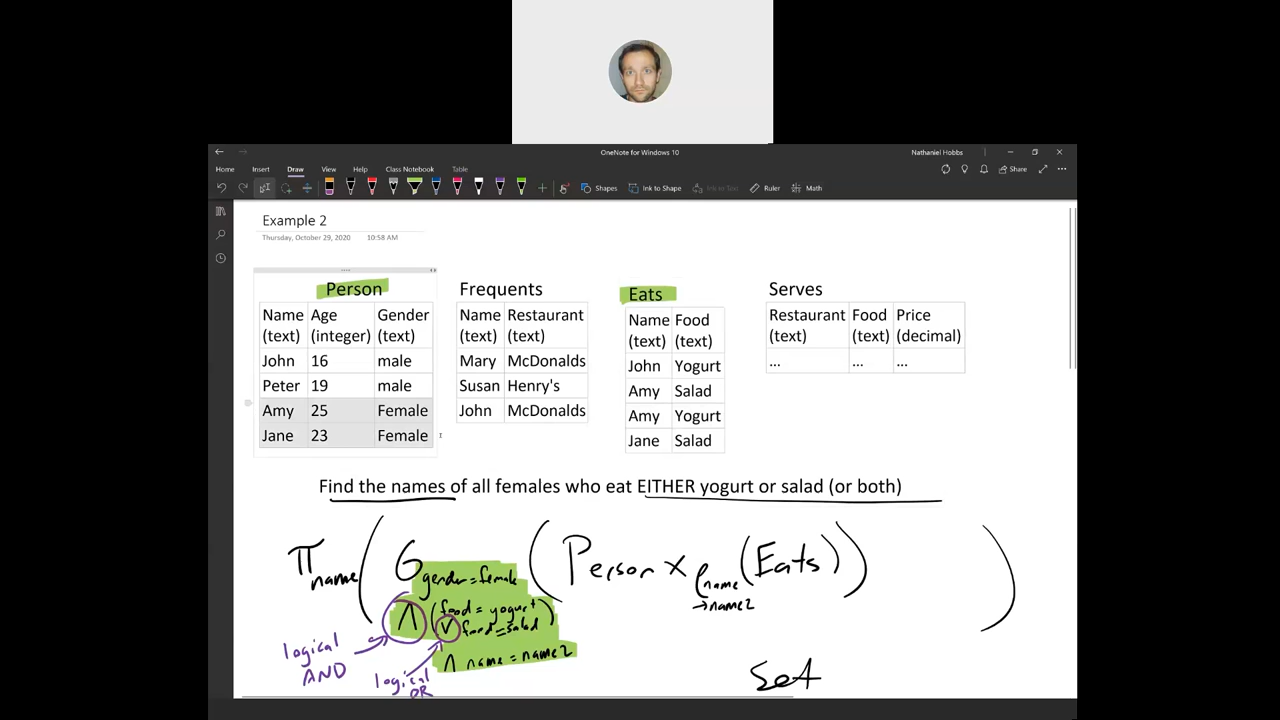 OneNote for Windows 10
Nathaniel Hobbs
Home Insert Draw View Help Class Notebook Table
Shapes Ink to Shape Ink to Text Ruler Math Share
Example 2
Thursday, October 29, 2020 10:58 AM
Person
Name (text) Age (integer) Gender (text)
John 16 male
Peter 19 male
Amy 25 Female
Jane 23 Female
Frequents
Name (text) Restaurant (text)
Mary McDonalds
Susan Henry's
John McDonalds
Eats
Name (text) Food (text)
John Yogurt
Amy Salad
Amy Yogurt
Jane Salad
Serves
Restaurant (text) Food (text) Price (decimal)
... ... ...
Find the names of all females who eat EITHER yogurt or salad (or both)
π name ( σ gender = female ( Person × ρ name → name2 (Eats) ) )
∧ (food = yogurt
∨ food = salad)
∧ name = name2
logical AND
logical OR
set